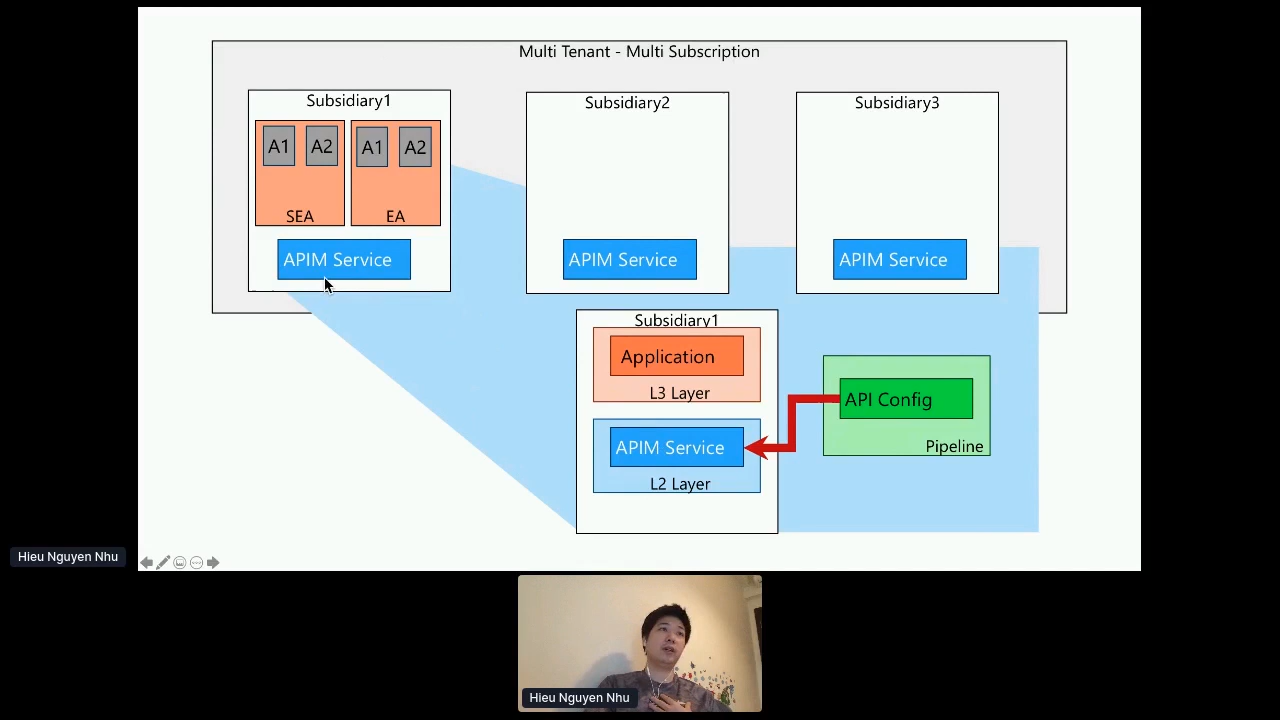 Multi Tenant - Multi Subscription
Subsidiary1
A1
A2
A1
A2
SEA
EA
APIM Service
Subsidiary2
APIM Service
Subsidiary3
APIM Service
Subsidiary1
Application
L3 Layer
APIM Service
L2 Layer
API Config
Pipeline
Hieu Nguyen Nhu
Hieu Nguyen Nhu